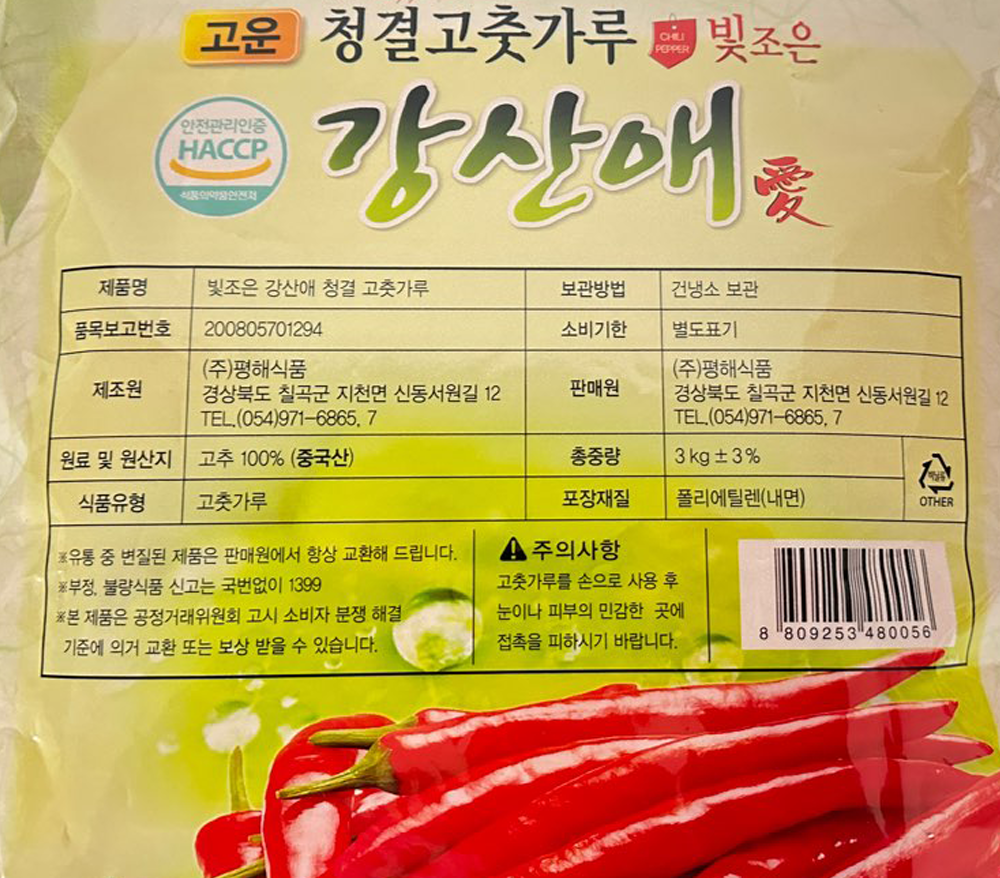 고운 청결고춧가루 CHILI PEPPER 빛조은
안전관리인증
HACCP
식품의약품안전처
강산애 愛
제품명 빛조은 강산애 청결 고춧가루 보관방법 건냉소 보관
품목보고번호 200805701294 소비기한 별도표기
제조원 (주)평해식품 판매원 (주)평해식품
경상북도 칠곡군 지천면 신동서원길 12 경상북도 칠곡군 지천면 신동서원길 12
TEL.(054)971-6865, 7 TEL.(054)971-6865, 7
원료 및 원산지 고추 100% (중국산) 총중량 3kg ± 3%
식품유형 고춧가루 포장재질 폴리에틸렌(내면)
비닐류
OTHER
※유통 중 변질된 제품은 판매원에서 항상 교환해 드립니다.
※부정, 불량식품 신고는 국번없이 1399
※본 제품은 공정거래위원회 고시 소비자 분쟁 해결
기준에 의거 교환 또는 보상 받을 수 있습니다.
주의사항
고춧가루를 손으로 사용 후
눈이나 피부의 민감한 곳에
접촉을 피하시기 바랍니다.
8 809253 480056